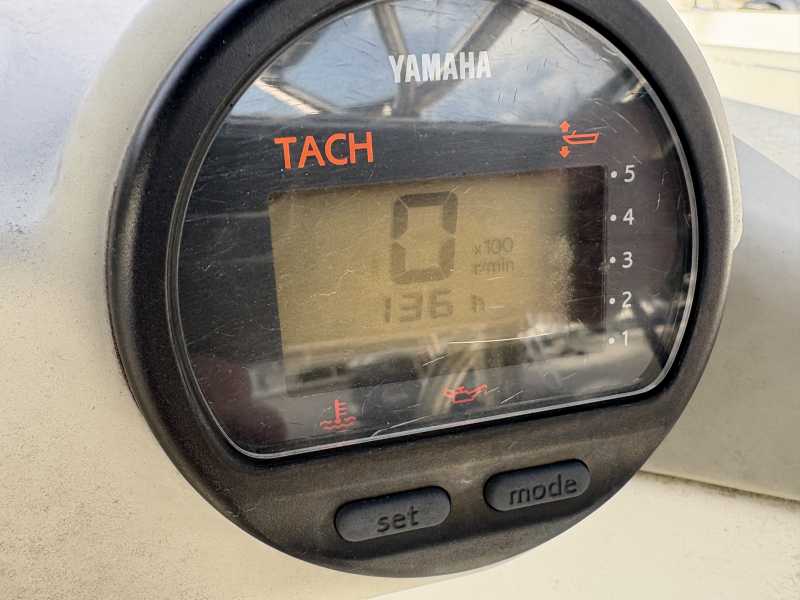 YAMAHA
TACH
5
4
3
2
1
0
x100
r/min
136 h
set
mode